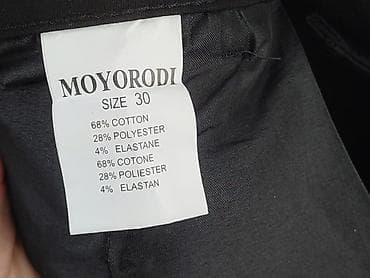 MOYORODI
SIZE 30
68% COTTON
28% POLYESTER
4% ELASTANE
68% COTONE
28% POLIESTER
4% ELASTAN